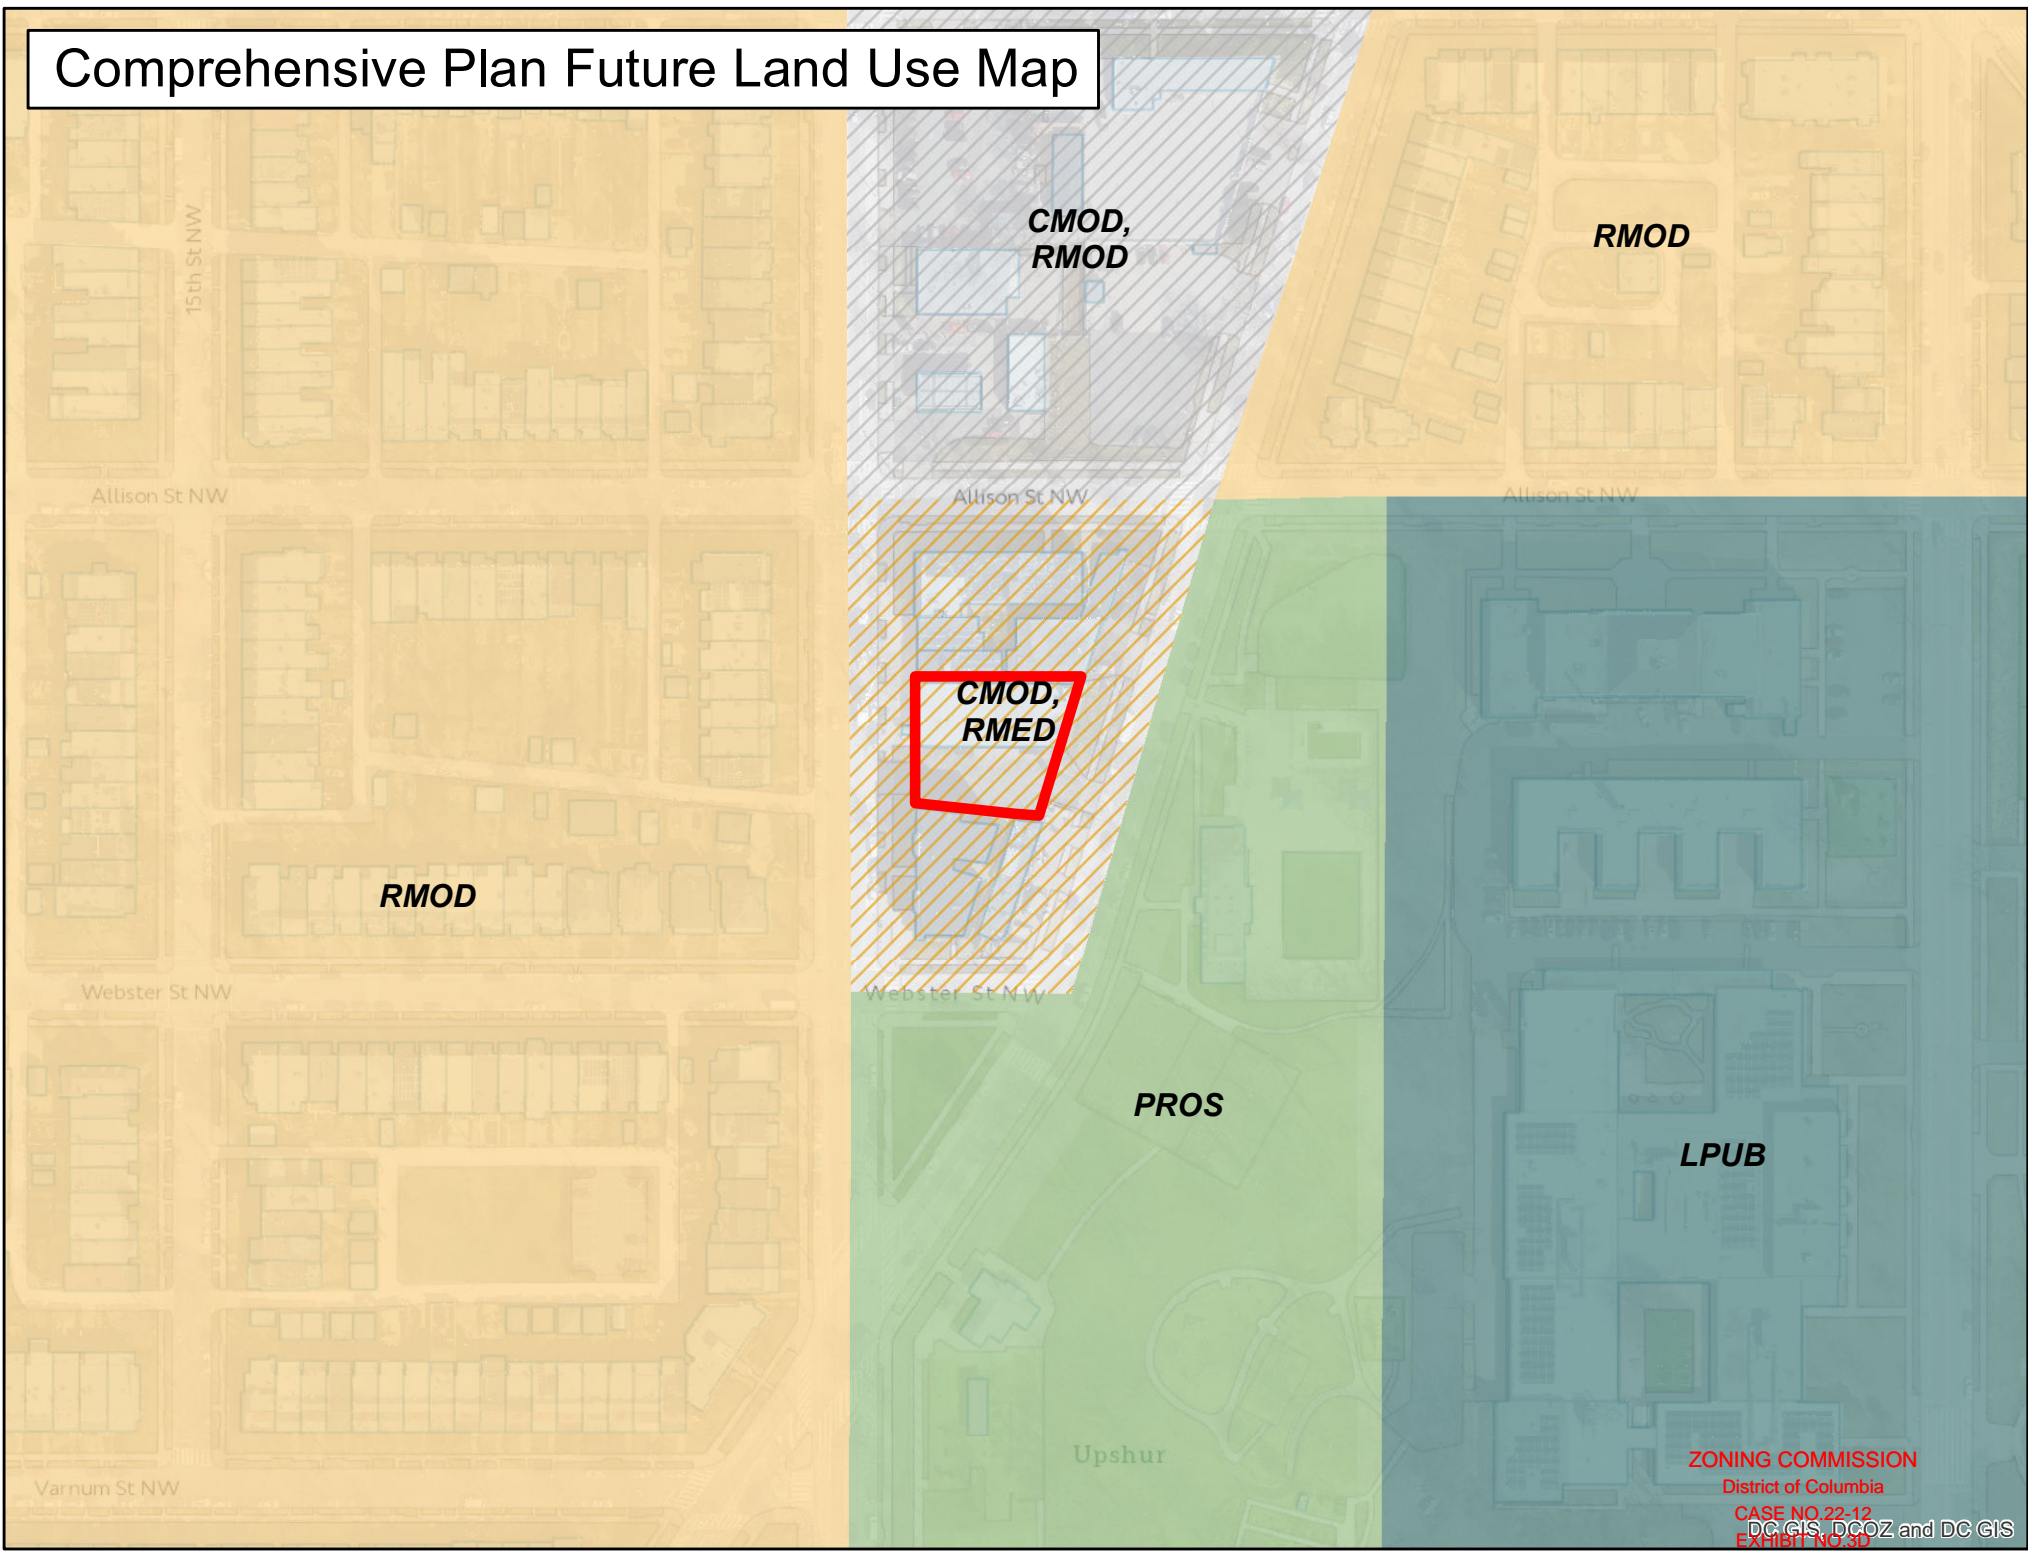 Comprehensive Plan Future Land Use Map
15th St NW
CMOD,
RMOD
RMOD
Allison St NW
Allison St NW
Allison St NW
CMOD,
RMED
RMOD
Webster St NW
Webster St NW
PROS
LPUB
Upshur
Varnum St NW
ZONING COMMISSION
District of Columbia
CASE NO.22-12
EXHIBIT NO.3D
DC GIS, DCOZ and DC GIS